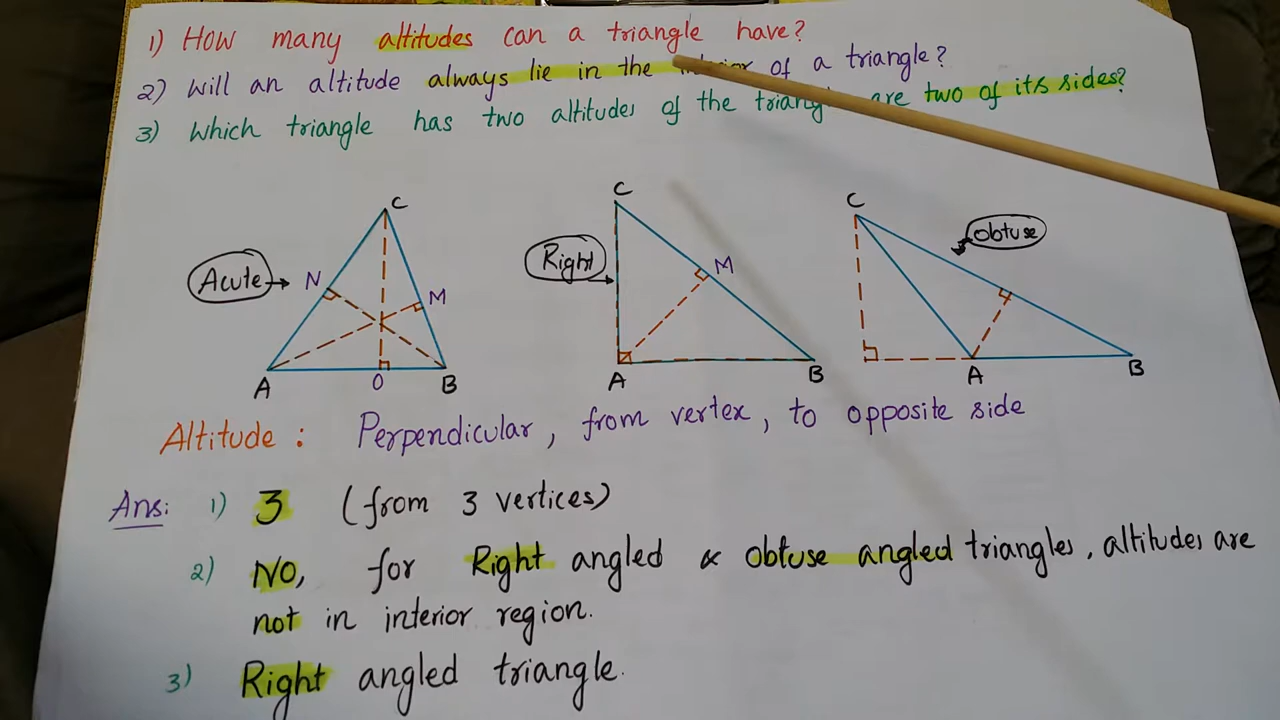 1) How many altitudes can a triangle have?
2) Will an altitude always lie in the interior of a triangle?
3) Which triangle has two altitudes of the triangle are two of its sides?
C
C
C
Acute
N
M
Right
M
Obtuse
A
O
B
A
B
A
B
Altitude : Perpendicular, from vertex, to opposite side
Ans: 1) 3 (from 3 vertices)
2) NO, for Right angled & obtuse angled triangles, altitudes are
not in interior region.
3) Right angled triangle.